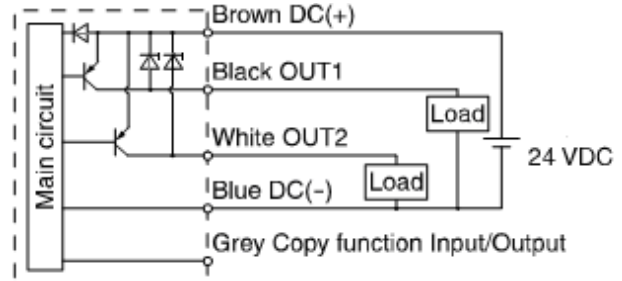 Brown DC(+)
Black OUT1
Load
White OUT2
24 VDC
Load
Blue DC(−)
Grey Copy function Input/Output
Main circuit